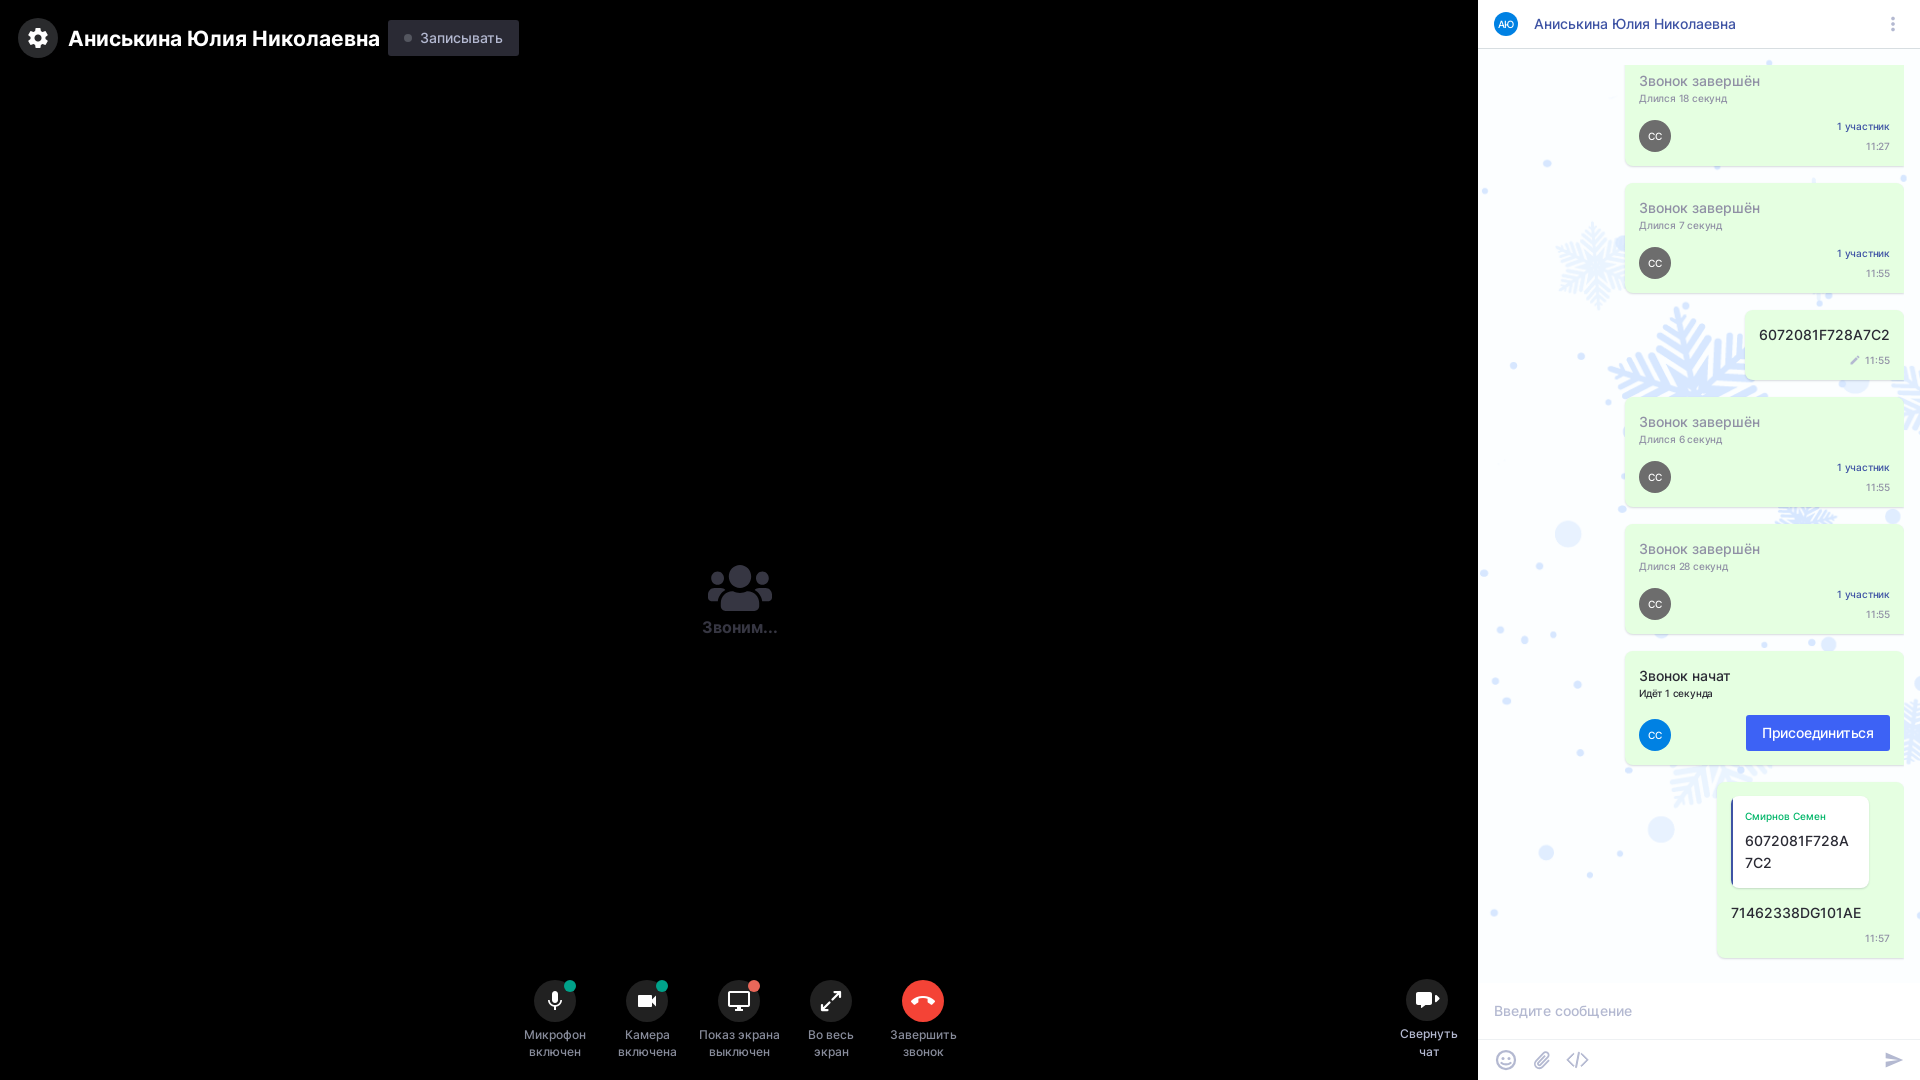 Аниськина Юлия Николаевна
Записывать
Звоним...
Микрофон
включен
Камера
включена
Показ экрана
выключен
Во весь
экран
Завершить
звонок
Свернуть
чат
АЮ
Аниськина Юлия Николаевна
Звонок завершён
Длился 18 секунд
СС
1 участник
11:27
Звонок завершён
Длился 7 секунд
СС
1 участник
11:55
6072081F728A7C2
11:55
Звонок завершён
Длился 6 секунд
СС
1 участник
11:55
Звонок завершён
Длился 28 секунд
СС
1 участник
11:55
Звонок начат
Идёт 1 секунда
СС
Присоединиться
Смирнов Семен
6072081F728A
7C2
71462338DG101AE
11:57
Введите сообщение